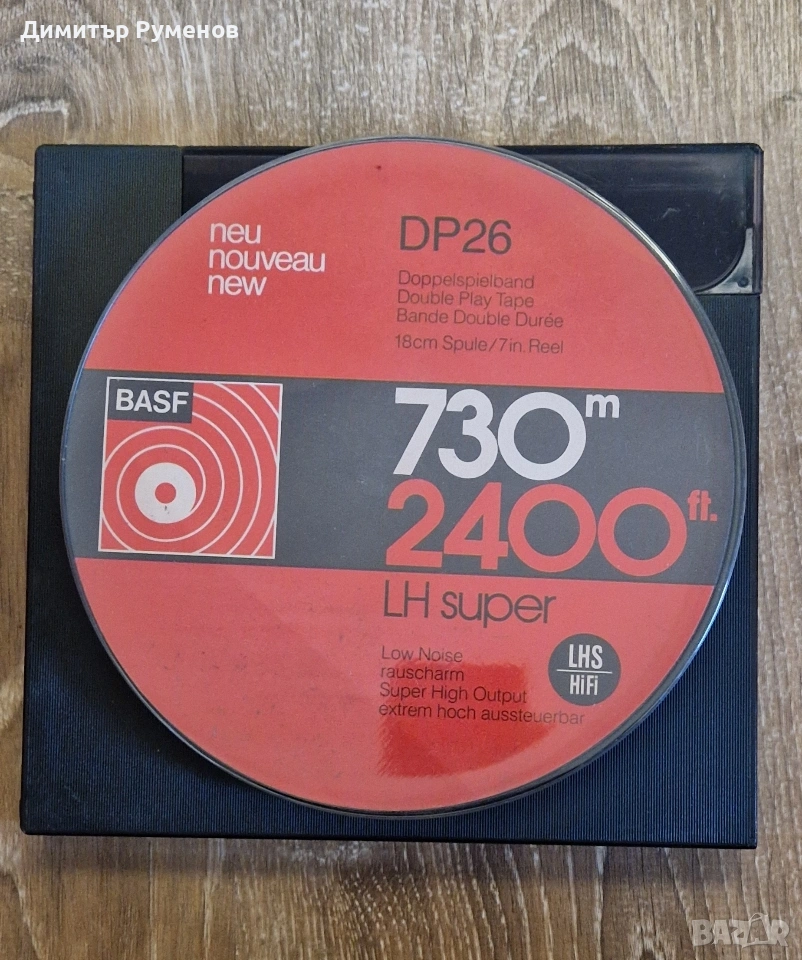 Димитър Руменов
neu
nouveau
new
DP26
Doppelspielband
Double Play Tape
Bande Double Durée
18cm Spule/7in. Reel
BASF
730m
2400ft.
LH super
Low Noise
rauscharm
Super High Output
extrem hoch aussteuerbar
LHS
HiFi
BAZAR